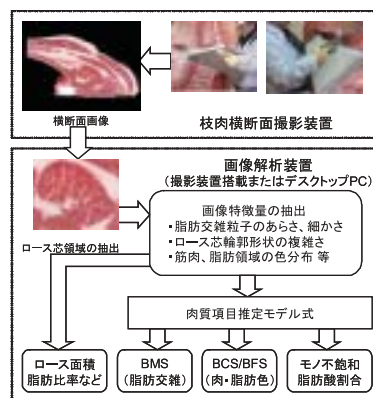 横断面画像
枝肉横断面撮影装置
画像解析装置
(撮影装置搭載またはデスクトップPC)
ロース芯領域の抽出
画像特徴量の抽出
・脂肪交雑粒子のあらさ、細かさ
・ロース芯輪郭形状の複雑さ
・筋肉、脂肪領域の色分布 等
肉質項目推定モデル式
ロース面積
脂肪比率など
BMS
(脂肪交雑)
BCS/BFS
(肉・脂肪色)
モノ不飽和
脂肪酸割合